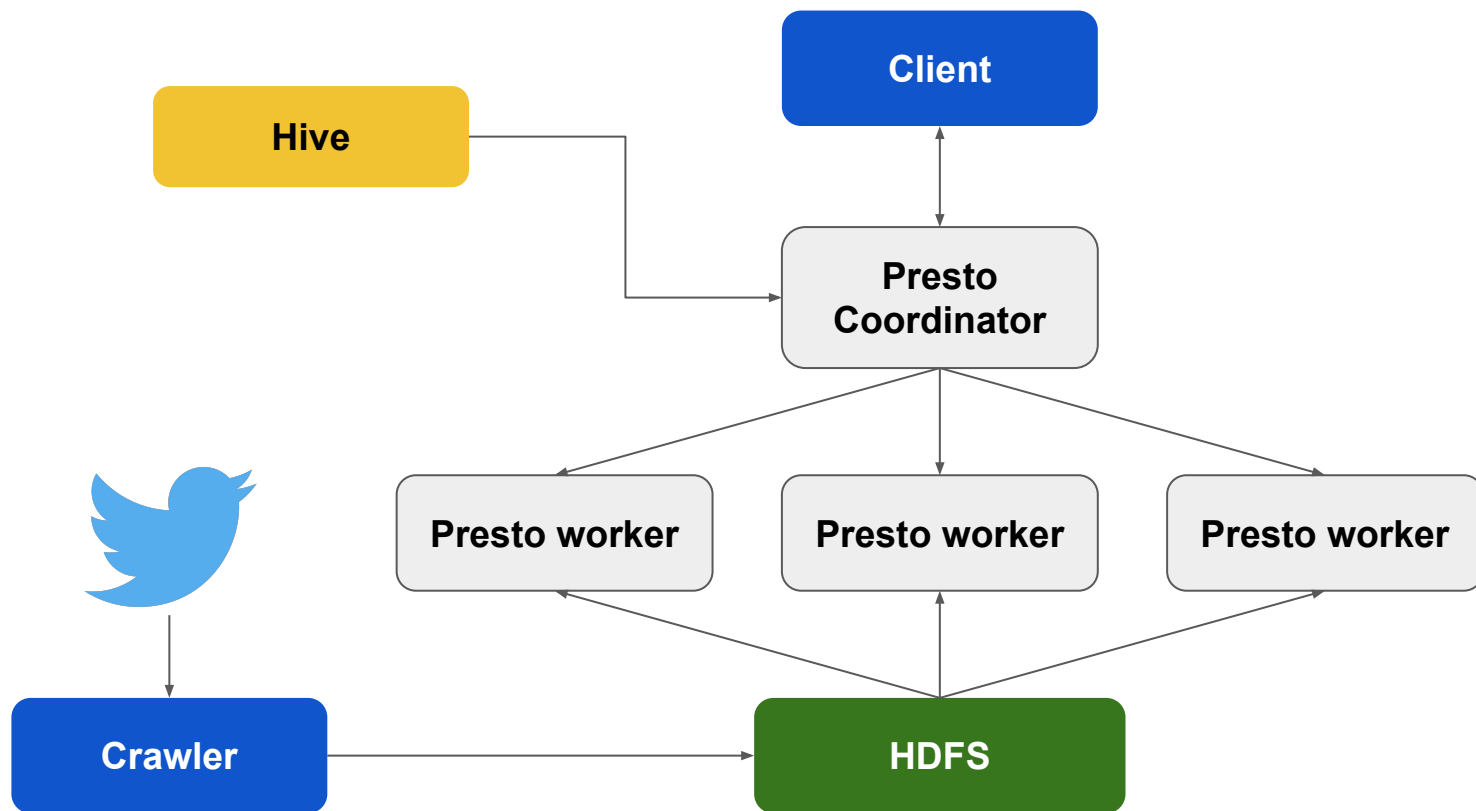 Client
Hive
Presto
Coordinator
Presto worker
Presto worker
Presto worker
Crawler
HDFS